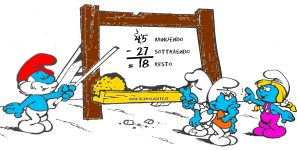 3
45 MINUENDO
- 27 SOTTRAENDO
= 18 RESTO